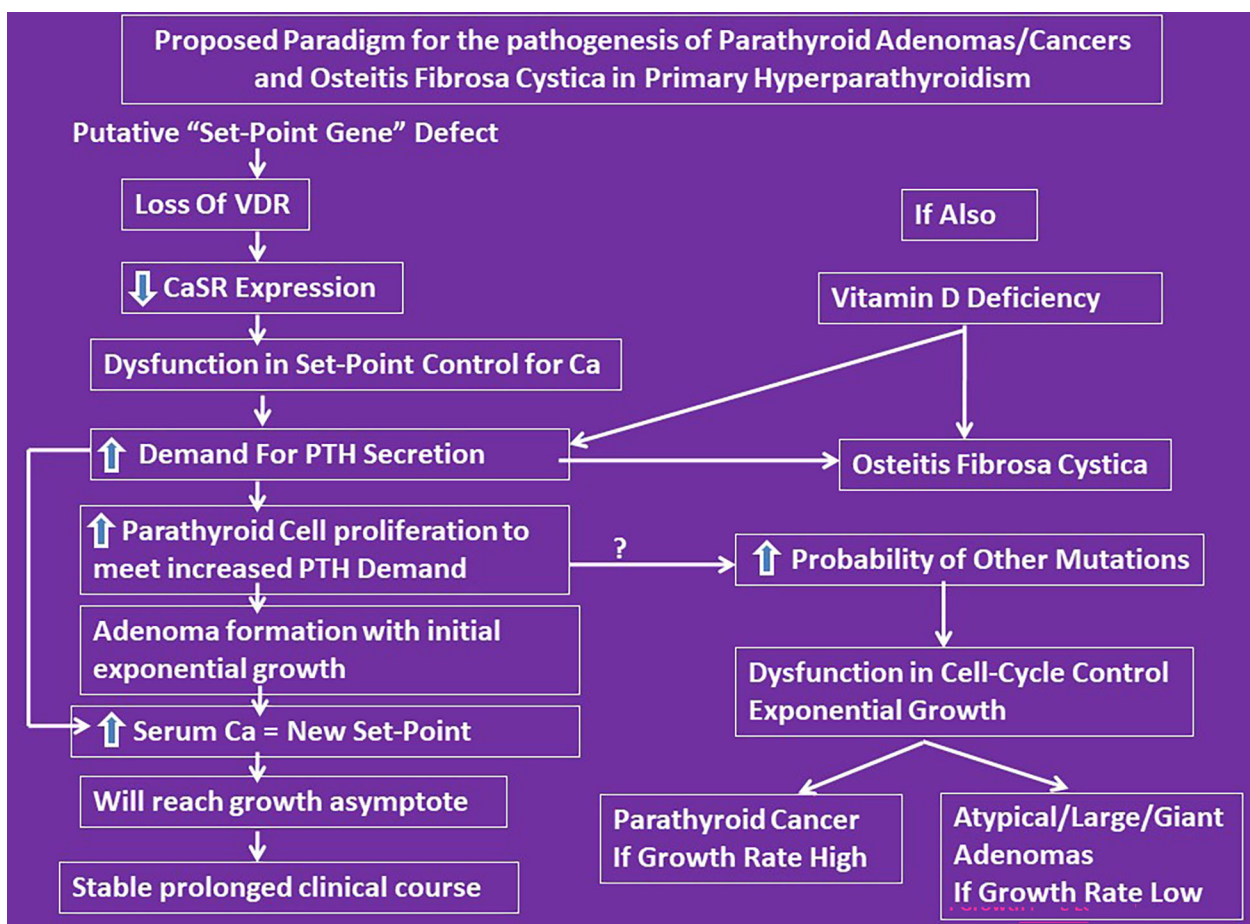 Proposed Paradigm for the pathogenesis of Parathyroid Adenomas/Cancers
and Osteitis Fibrosa Cystica in Primary Hyperparathyroidism
Putative “Set-Point Gene” Defect
Loss Of VDR
CaSR Expression
Dysfunction in Set-Point Control for Ca
Demand For PTH Secretion
Parathyroid Cell proliferation to
meet increased PTH Demand
Adenoma formation with initial
exponential growth
Serum Ca = New Set-Point
Will reach growth asymptote
Stable prolonged clinical course
If Also
Vitamin D Deficiency
Osteitis Fibrosa Cystica
?
Probability of Other Mutations
Dysfunction in Cell-Cycle Control
Exponential Growth
Parathyroid Cancer
If Growth Rate High
Atypical/Large/Giant
Adenomas
If Growth Rate Low